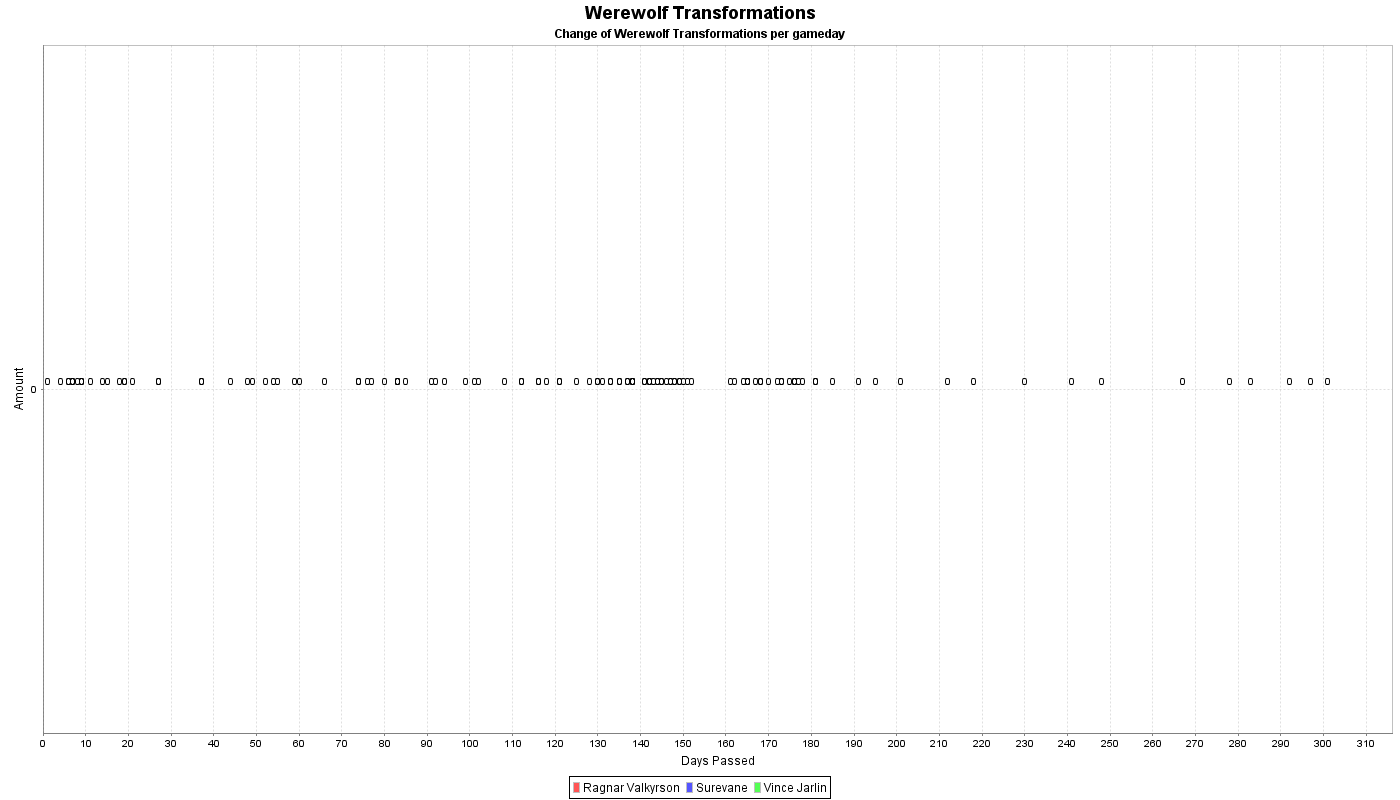 Werewolf Transformations
Change of Werewolf Transformations per gameday
Amount
0
0 10 20 30 40 50 60 70 80 90 100 110 120 130 140 150 160 170 180 190 200 210 220 230 240 250 260 270 280 290 300 310
Days Passed
Ragnar Valkyrson Surevane Vince Jarlin